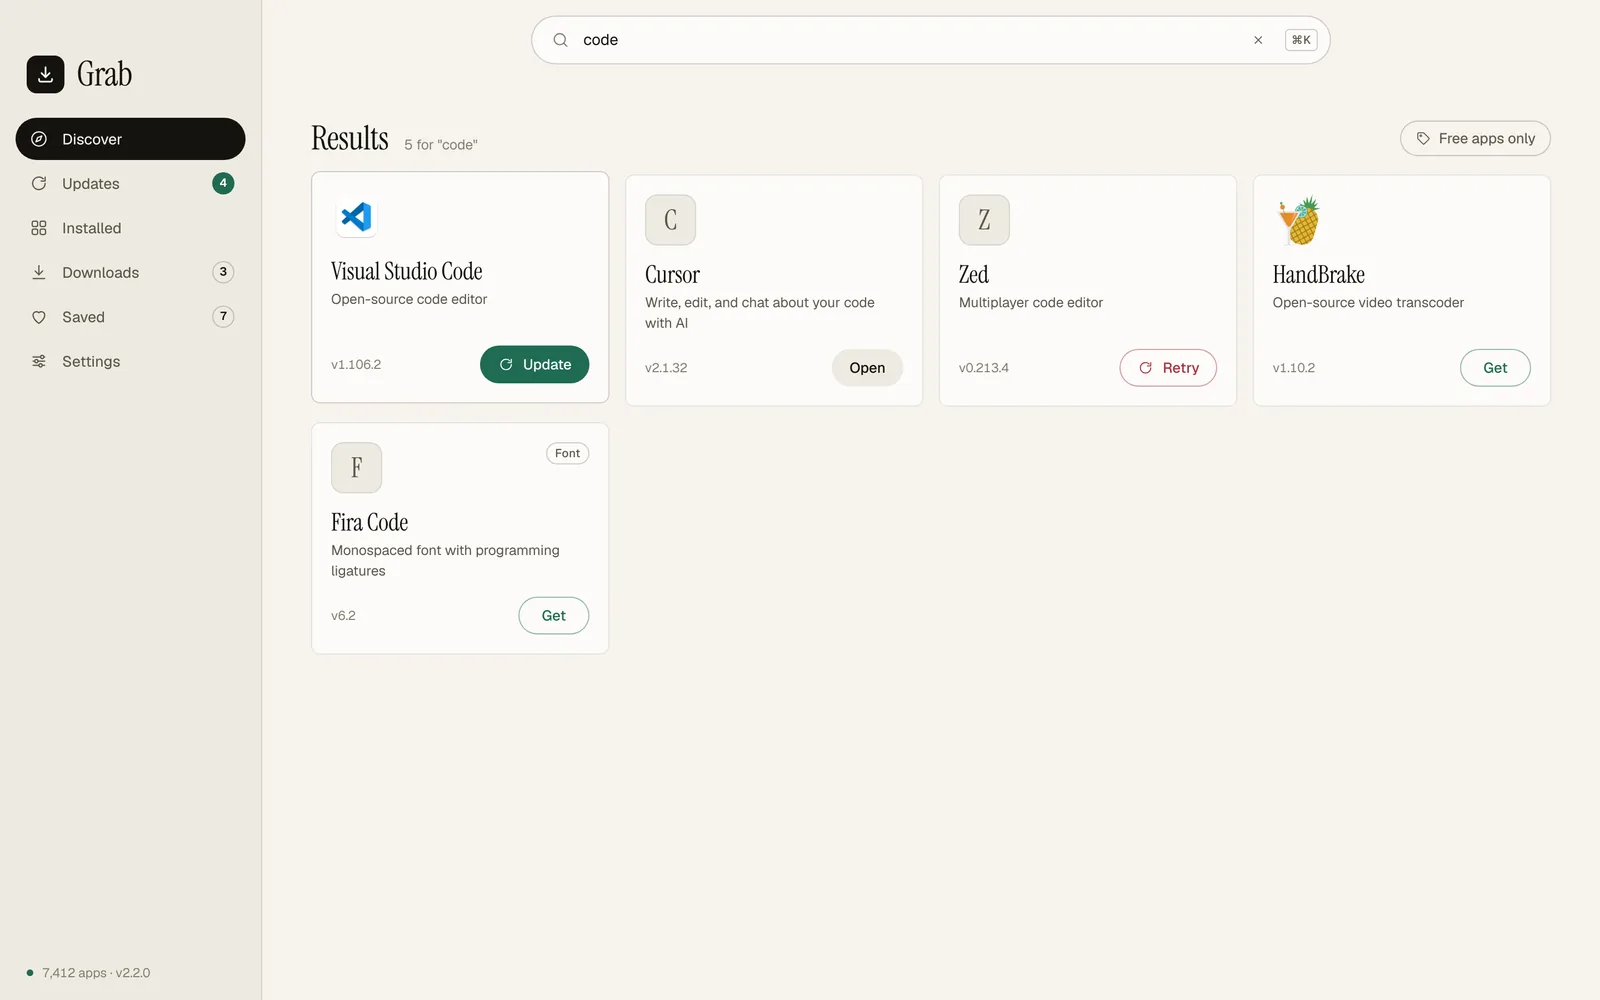 code
⌘K
Grab
Discover
Updates
4
Installed
Downloads
3
Saved
7
Settings
7,412 apps · v2.2.0
Results
5 for "code"
Free apps only
Visual Studio Code
Open-source code editor
v1.106.2
Update
C
Cursor
Write, edit, and chat about your code
with AI
v2.1.32
Open
Z
Zed
Multiplayer code editor
v0.213.4
Retry
HandBrake
Open-source video transcoder
v1.10.2
Get
F
Font
Fira Code
Monospaced font with programming
ligatures
v6.2
Get